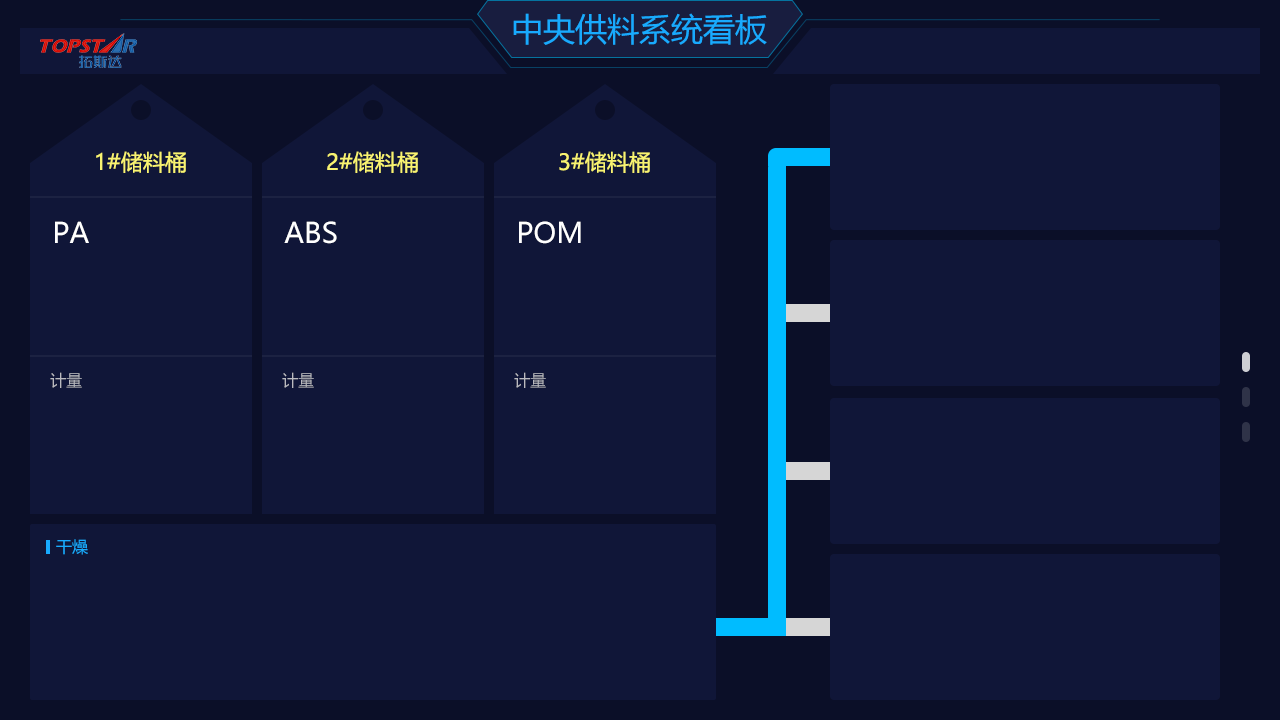 中央供料系统看板
TOPSTAR
拓斯达
1#储料桶
2#储料桶
3#储料桶
PA
ABS
POM
计量
计量
计量
干燥